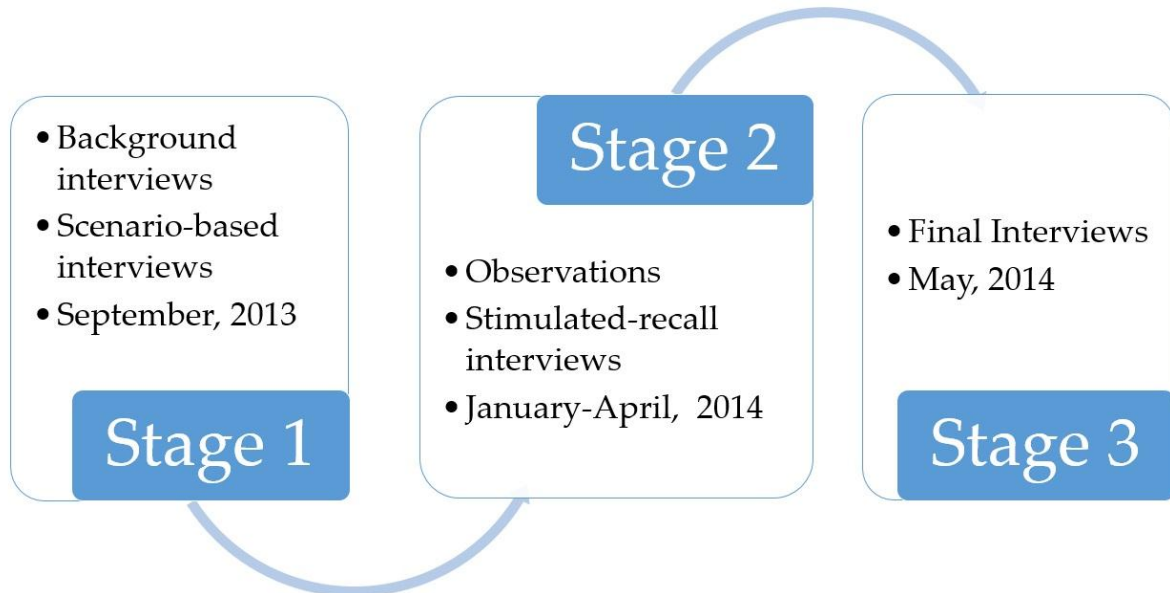 • Background
interviews
• Scenario-based
interviews
• September, 2013
Stage 1
Stage 2
• Observations
• Stimulated-recall
interviews
• January-April, 2014
• Final Interviews
• May, 2014
Stage 3